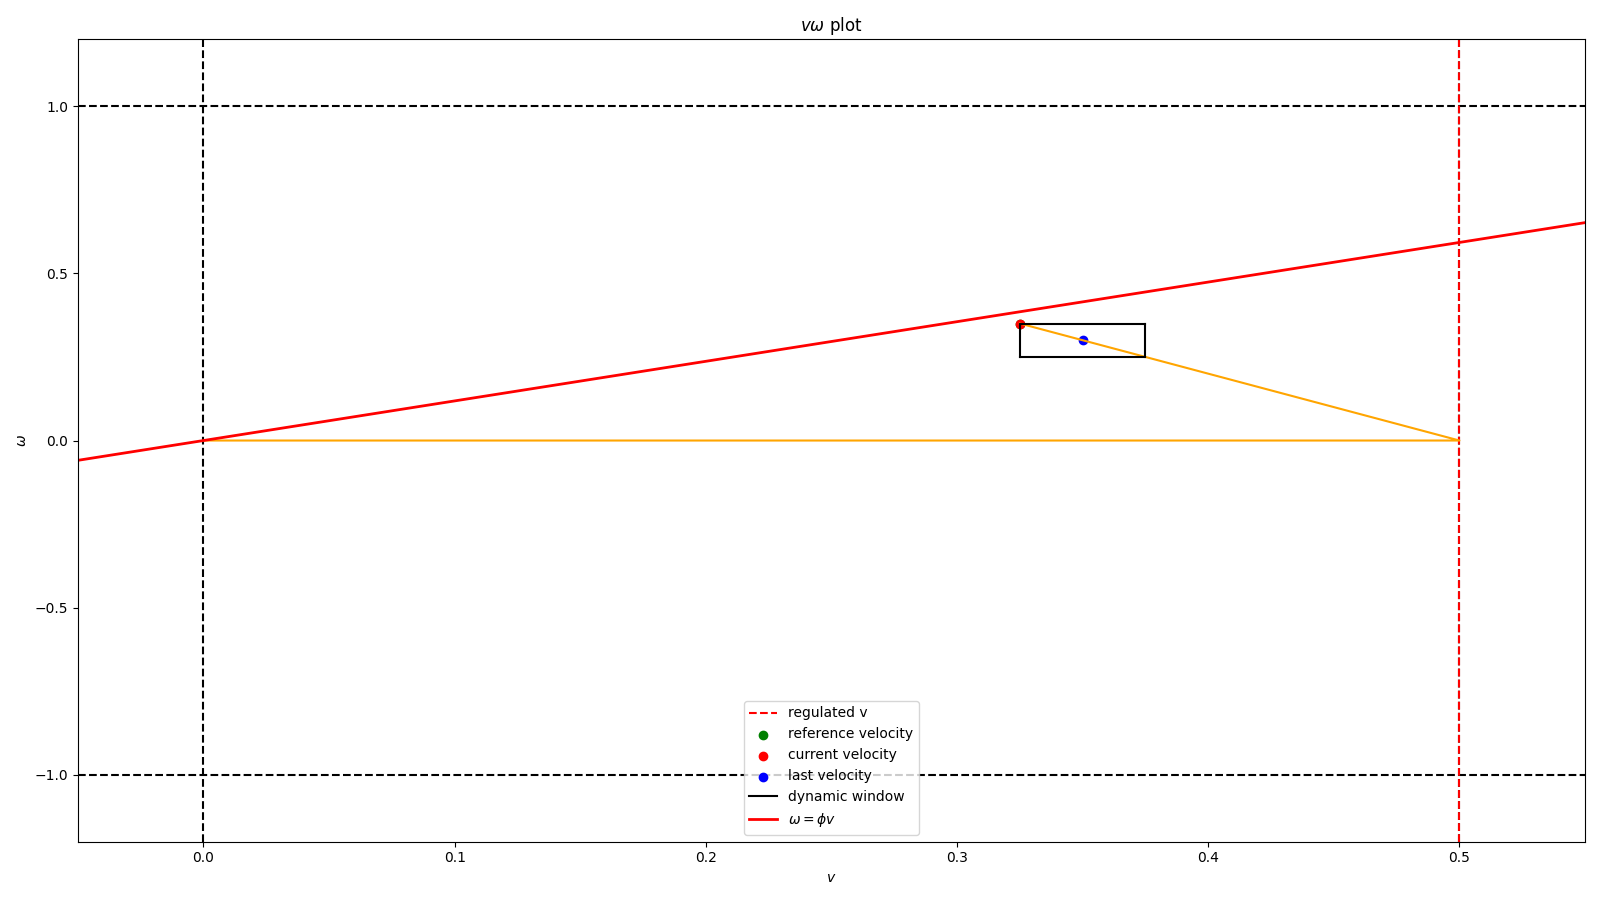 vω plot
1.0
0.5
0.0
−0.5
−1.0
ω
regulated v
reference velocity
current velocity
last velocity
dynamic window
ω = ϕv
0.0 0.1 0.2 0.3 0.4 0.5
v